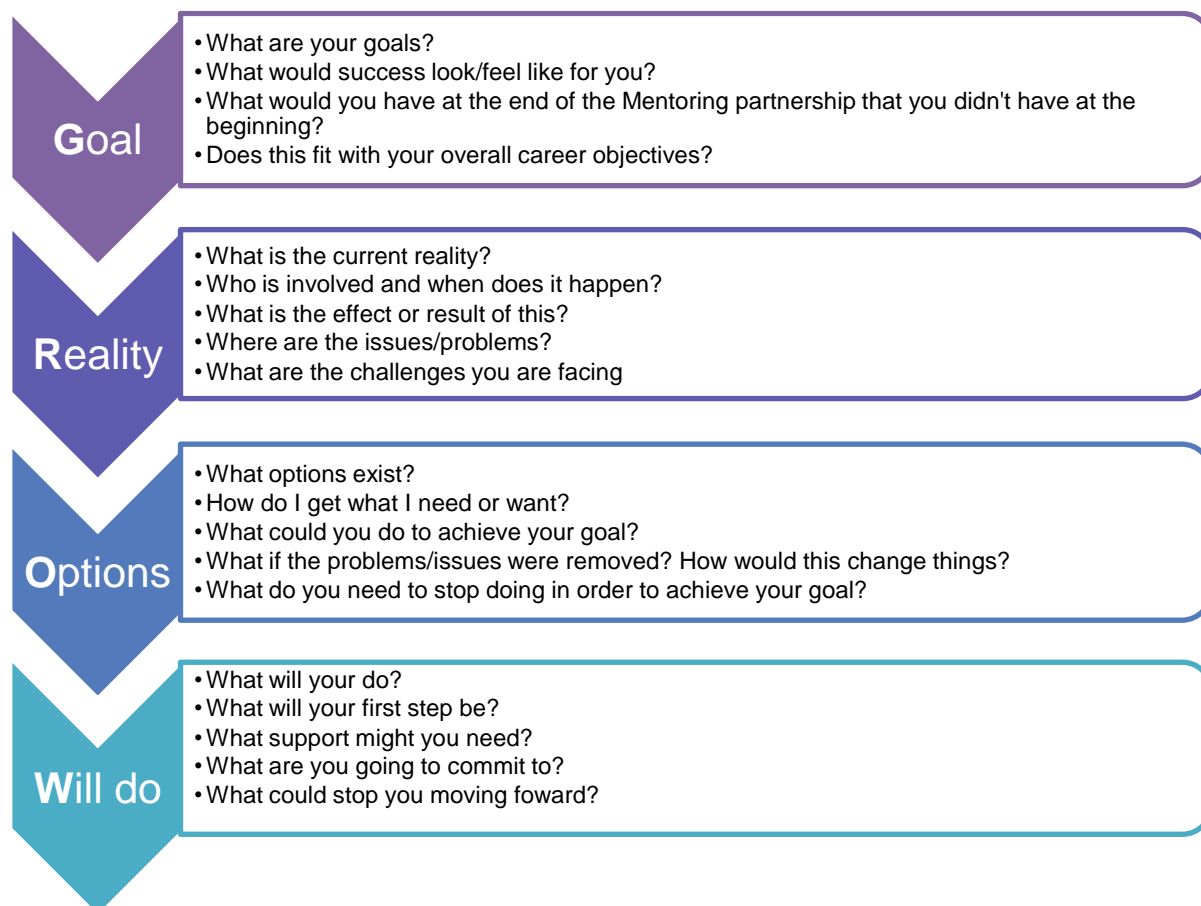 Goal
•What are your goals?
•What would success look/feel like for you?
•What would you have at the end of the Mentoring partnership that you didn't have at the
beginning?
•Does this fit with your overall career objectives?
Reality
•What is the current reality?
•Who is involved and when does it happen?
•What is the effect or result of this?
•Where are the issues/problems?
•What are the challenges you are facing
Options
•What options exist?
•How do I get what I need or want?
•What could you do to achieve your goal?
•What if the problems/issues were removed? How would this change things?
•What do you need to stop doing in order to achieve your goal?
Will do
•What will your do?
•What will your first step be?
•What support might you need?
•What are you going to commit to?
•What could stop you moving foward?